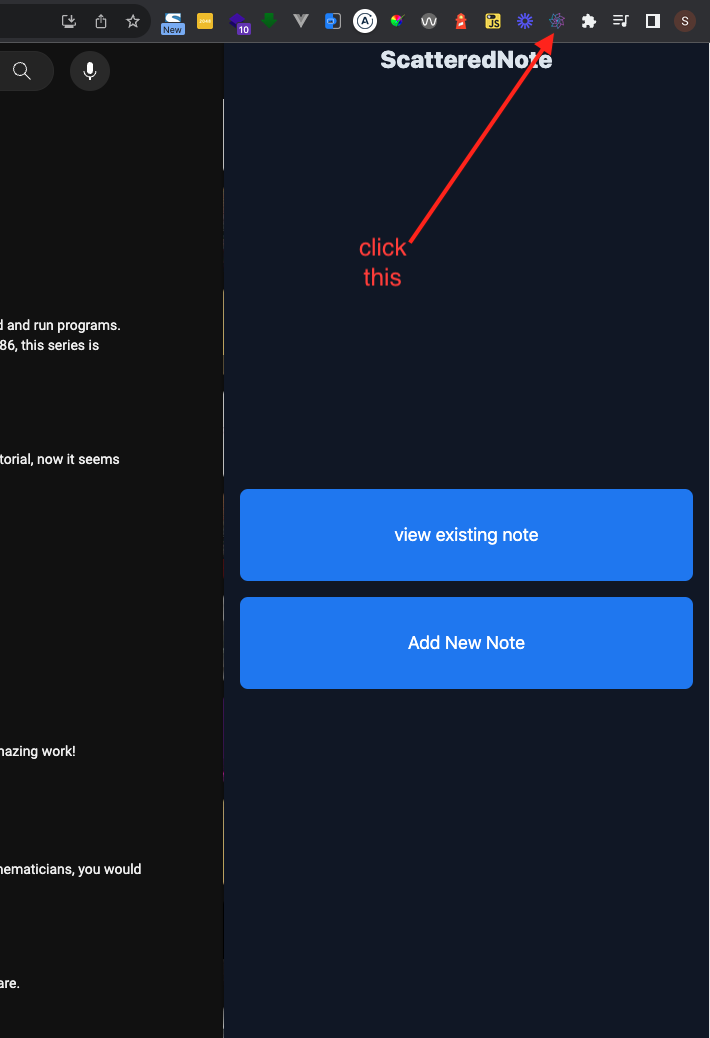 New
10
JS
S
ScatteredNote
click
this
d and run programs.
86, this series is
torial, now it seems
view existing note
Add New Note
mazing work!
hematicians, you would
are.